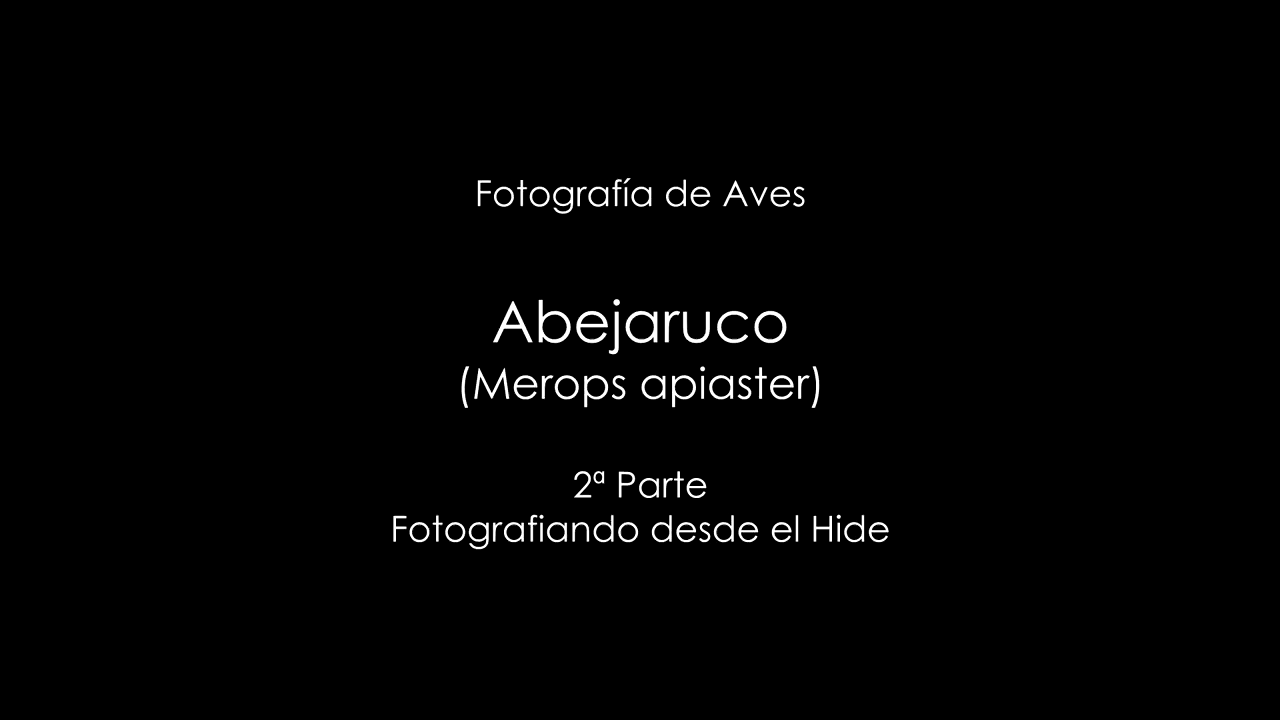 Fotografía de Aves
Abejaruco
(Merops apiaster)
2ª Parte
Fotografiando desde el Hide